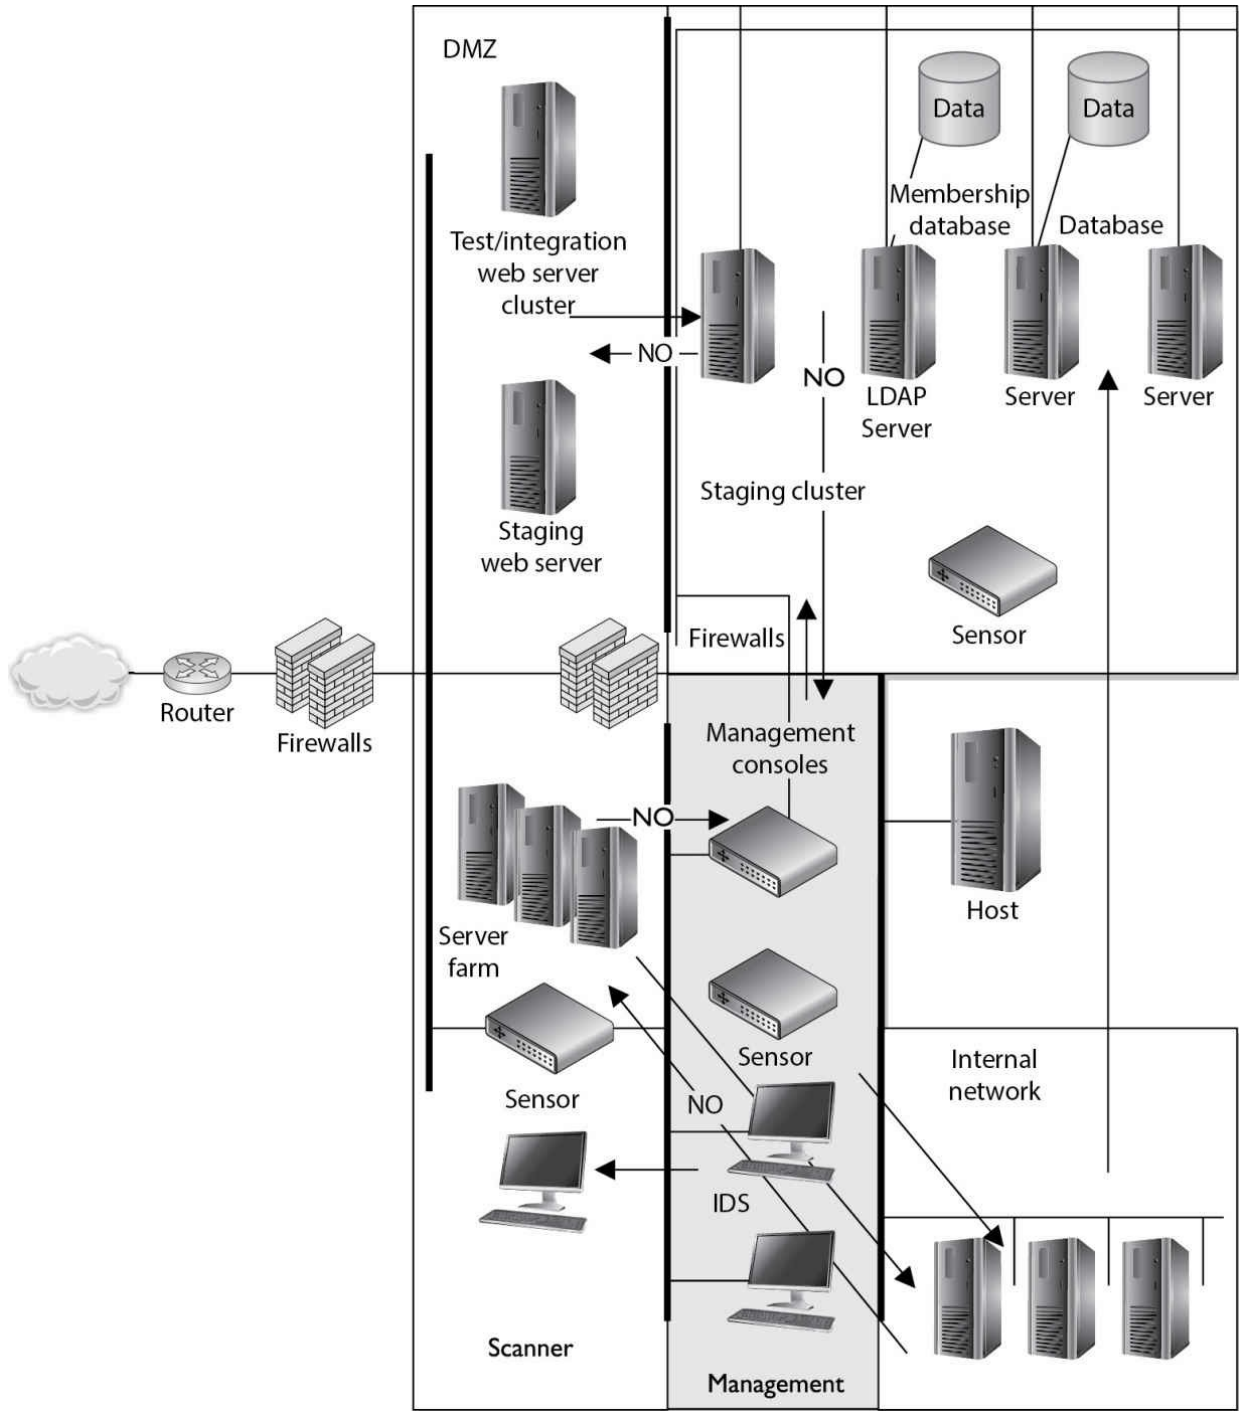 DMZ
Data
Data
Membership
database
Database
Test/integration
web server
cluster
NO
NO
LDAP
Server
Server
Server
Staging cluster
Staging
web server
Sensor
Firewalls
Router
Firewalls
Management
consoles
NO
Host
Server
farm
Sensor
Internal
network
Sensor
NO
IDS
Scanner
Management